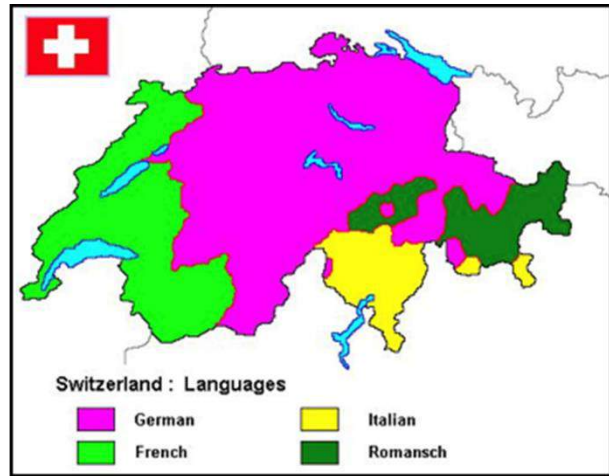 Switzerland : Languages
German
Italian
French
Romansch